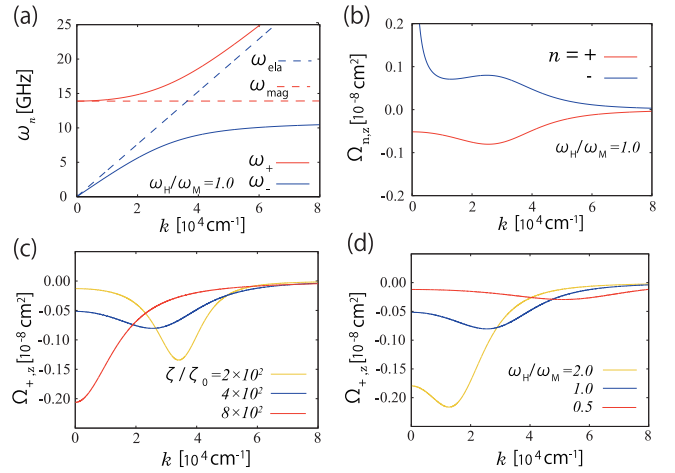 (a)
25
20
15
10
5
0
ω_n [GHz]
ω_ela
ω_mag
ω_H/ω_M=1.0
ω_+
ω_-
0 2 4 6 8
k [10^4 cm^-1]
(b)
0.2
0.1
0.0
-0.1
0.2
Ω_n,z [10^-8 cm^2]
n = +
-
ω_H/ω_M=1.0
0 2 4 6 8
k [10^4 cm^-1]
(c)
0.00
-0.05
-0.10
-0.15
-0.20
Ω_+,z [10^-8 cm^2]
ζ/ζ_0=2×10^2
4×10^2
8×10^2
0 2 4 6 8
k [10^4 cm^-1]
(d)
0.00
-0.05
-0.10
-0.15
-0.20
Ω_+,z [10^-8 cm^2]
ω_H/ω_M=2.0
1.0
0.5
0 2 4 6 8
k [10^4 cm^-1]